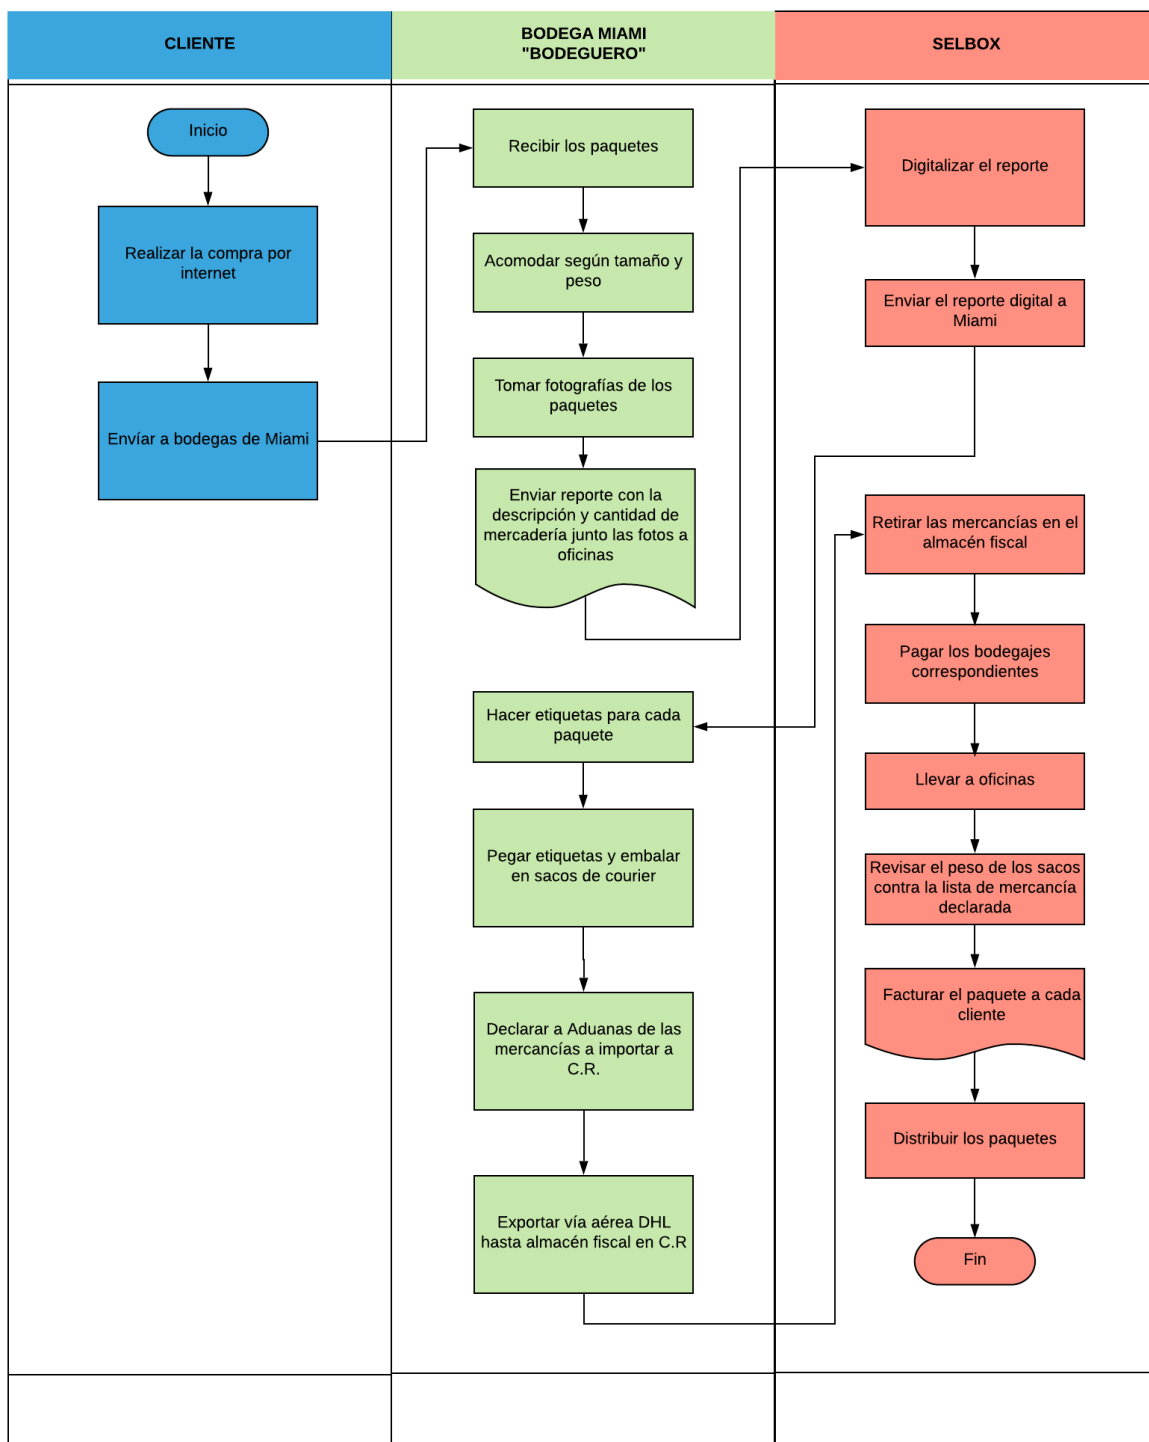 CLIENTE
BODEGA MIAMI
"BODEGUERO"
SELBOX
Inicio
Realizar la compra por
internet
Envíar a bodegas de Miami
Recibir los paquetes
Acomodar según tamaño y
peso
Tomar fotografías de los
paquetes
Enviar reporte con la
descripción y cantidad de
mercadería junto las fotos a
oficinas
Digitalizar el reporte
Enviar el reporte digital a
Miami
Hacer etiquetas para cada
paquete
Pegar etiquetas y embalar
en sacos de courier
Declarar a Aduanas de las
mercancías a importar a
C.R.
Exportar vía aérea DHL
hasta almacén fiscal en C.R
Retirar las mercancías en el
almacén fiscal
Pagar los bodegajes
correspondientes
Llevar a oficinas
Revisar el peso de los sacos
contra la lista de mercancía
declarada
Facturar el paquete a cada
cliente
Distribuir los paquetes
Fin